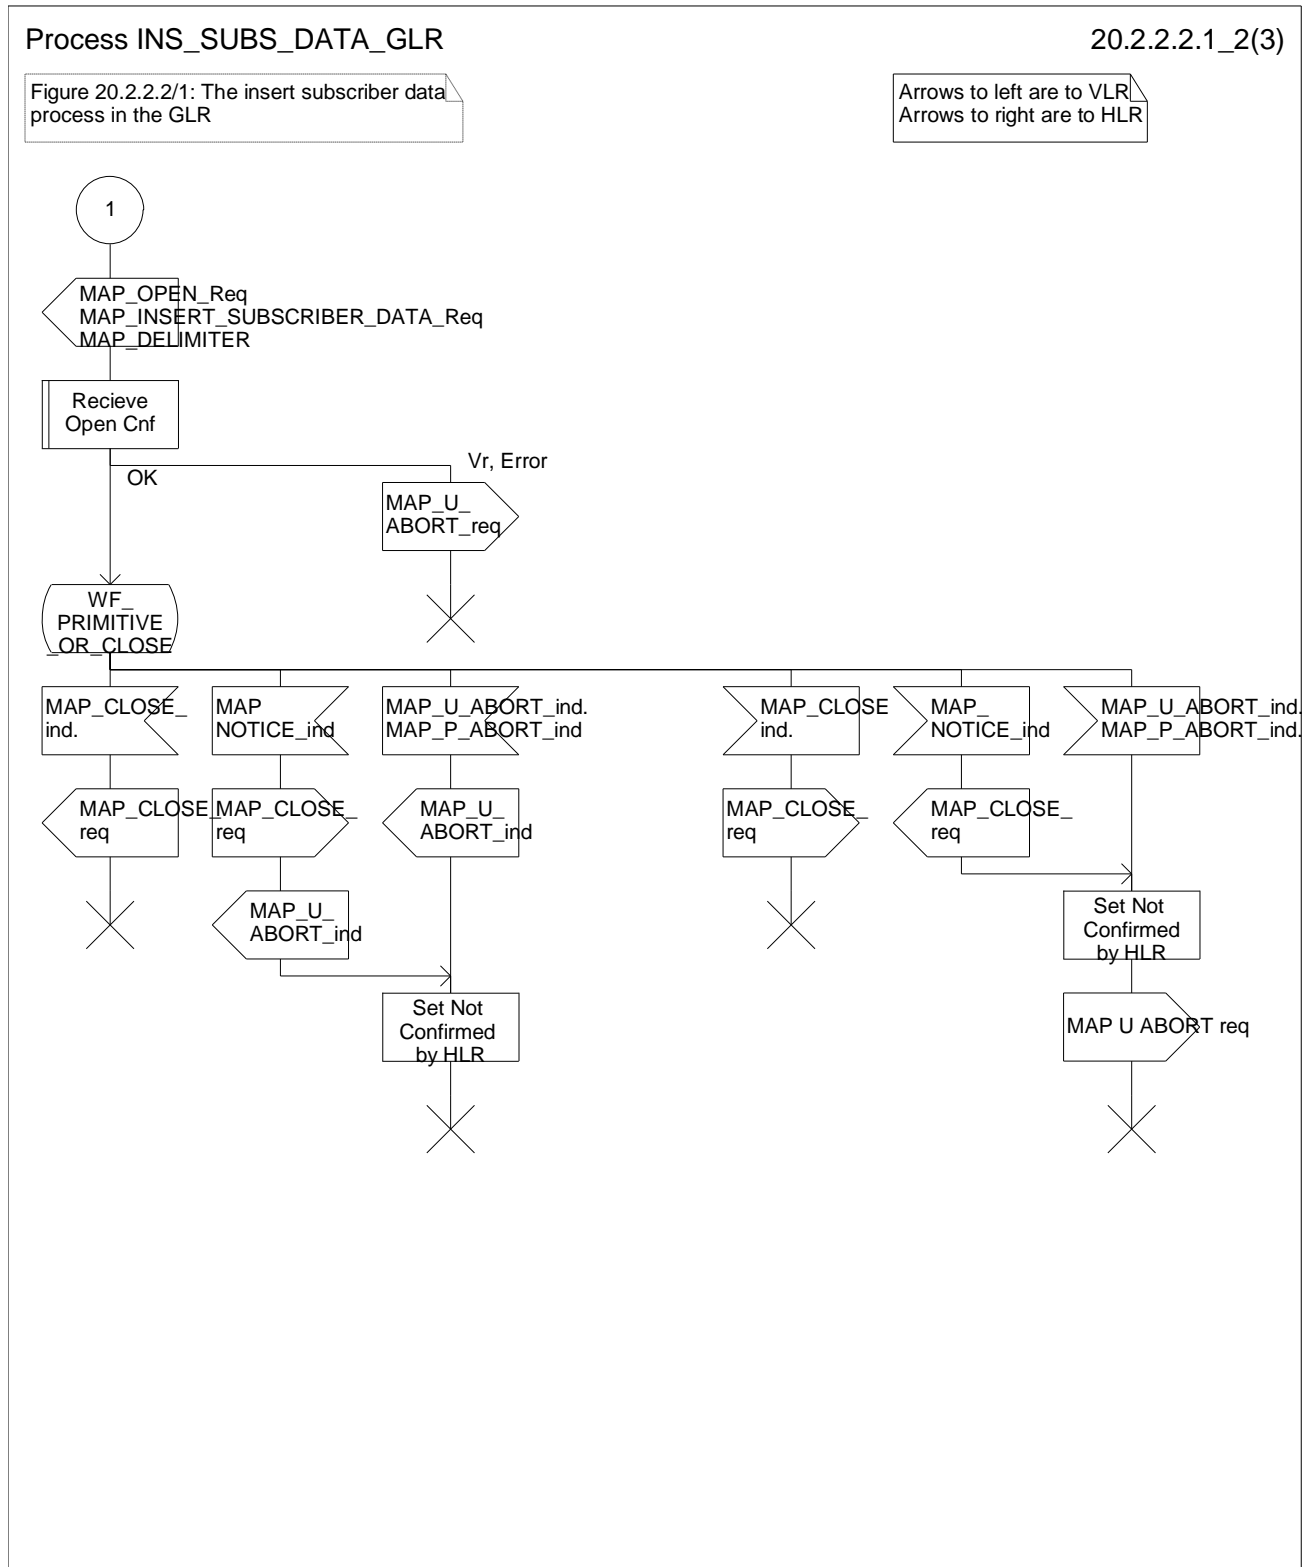 Process INS_SUBS_DATA_GLR
20.2.2.2.1_2(3)
Figure 20.2.2.2/1: The insert subscriber data
process in the GLR
Arrows to left are to VLR
Arrows to right are to HLR
1
MAP_OPEN_Req
MAP_INSERT_SUBSCRIBER_DATA_Req
MAP_DELIMITER
Recieve
Open Cnf
OK
Vr, Error
MAP_U_
ABORT_req
WF_
PRIMITIVE
_OR_CLOSE
MAP_CLOSE_
ind.
MAP
NOTICE_ind
MAP_U_ABORT_ind.
MAP_P_ABORT_ind
MAP_CLOSE
ind.
MAP_
NOTICE_ind
MAP_U_ABORT_ind.
MAP_P_ABORT_ind.
MAP_CLOSE_
req
MAP_CLOSE_
req
MAP_U_
ABORT_ind
MAP_CLOSE_
req
MAP_CLOSE_
req
MAP_U_
ABORT_ind
Set Not
Confirmed
by HLR
Set Not
Confirmed
by HLR
MAP U ABORT req